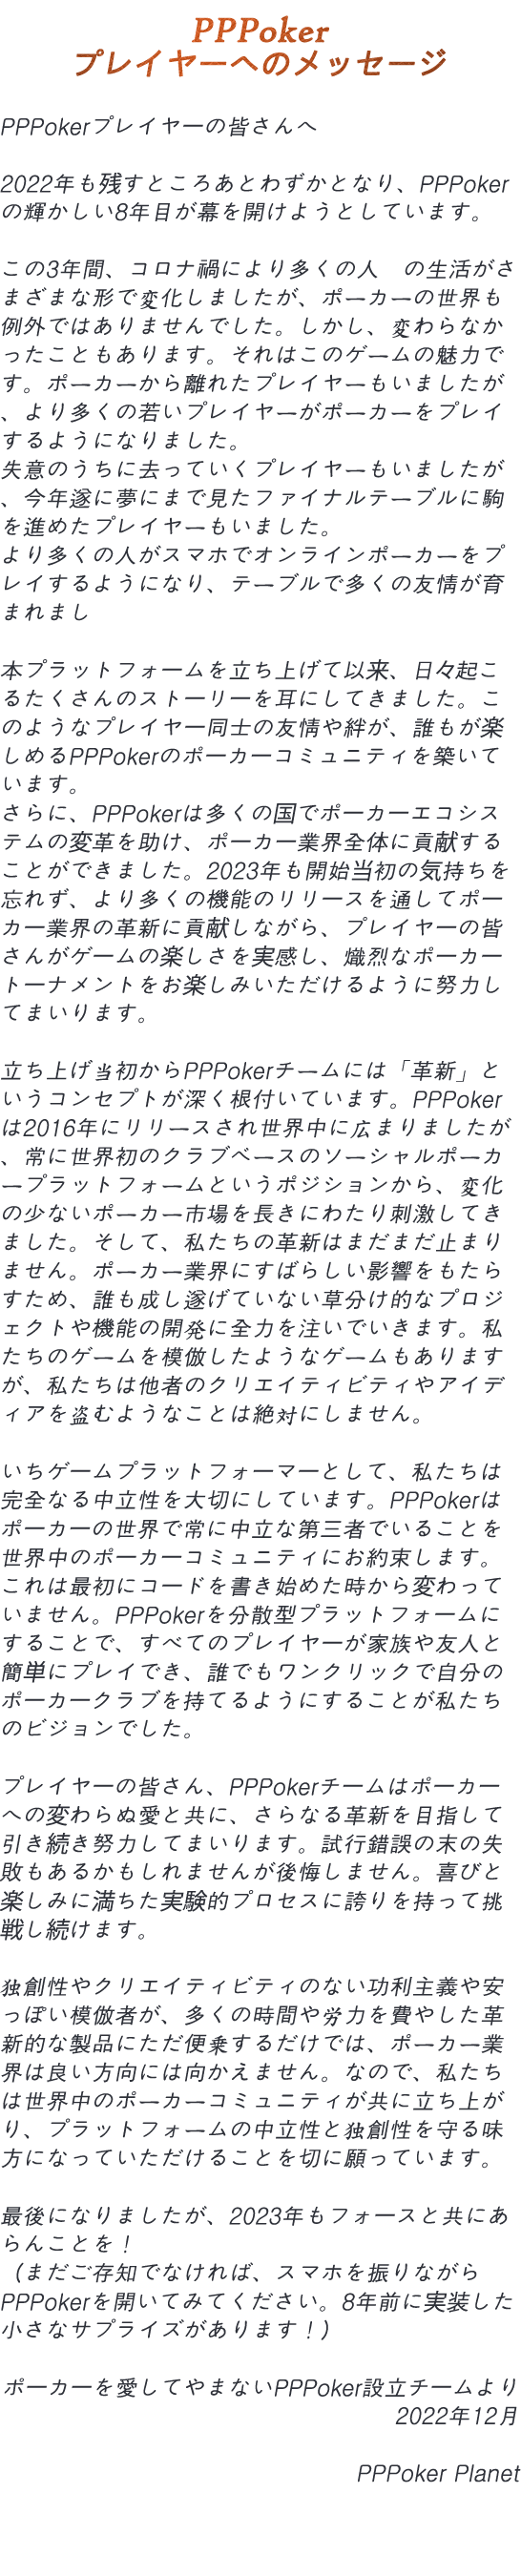 PPPoker
プレイヤーへのメッセージ
PPPokerプレイヤーの皆さんへ
2022年も残すところあとわずかとなり、PPPoker
の輝かしい8年目が幕を開けようとしています。
この3年間、コロナ禍により多くの人　の生活がさ
まざまな形で変化しましたが、ポーカーの世界も
例外ではありませんでした。しかし、変わらなか
ったこともあります。それはこのゲームの魅力で
す。ポーカーから離れたプレイヤーもいましたが
、より多くの若いプレイヤーがポーカーをプレイ
するようになりました。
失意のうちに去っていくプレイヤーもいましたが
、今年遂に夢にまで見たファイナルテーブルに駒
を進めたプレイヤーもいました。
より多くの人がスマホでオンラインポーカーをプ
レイするようになり、テーブルで多くの友情が育
まれまし
本プラットフォームを立ち上げて以来、日々起こ
るたくさんのストーリーを耳にしてきました。こ
のようなプレイヤー同士の友情や絆が、誰もが楽
しめるPPPokerのポーカーコミュニティを築いて
います。
さらに、PPPokerは多くの国でポーカーエコシス
テムの変革を助け、ポーカー業界全体に貢献する
ことができました。2023年も開始当初の気持ちを
忘れず、より多くの機能のリリースを通してポー
カー業界の革新に貢献しながら、プレイヤーの皆
さんがゲームの楽しさを実感し、熾烈なポーカー
トーナメントをお楽しみいただけるように努力し
てまいります。
立ち上げ当初からPPPokerチームには「革新」と
いうコンセプトが深く根付いています。PPPoker
は2016年にリリースされ世界中に広まりましたが
、常に世界初のクラブベースのソーシャルポーカ
ープラットフォームというポジションから、変化
の少ないポーカー市場を長きにわたり刺激してき
ました。そして、私たちの革新はまだまだ止まり
ません。ポーカー業界にすばらしい影響をもたら
すため、誰も成し遂げていない草分け的なプロジ
ェクトや機能の開発に全力を注いでいきます。私
たちのゲームを模倣したようなゲームもあります
が、私たちは他者のクリエイティビティやアイデ
ィアを盗むようなことは絶対にしません。
いちゲームプラットフォーマーとして、私たちは
完全なる中立性を大切にしています。PPPokerは
ポーカーの世界で常に中立な第三者でいることを
世界中のポーカーコミュニティにお約束します。
これは最初にコードを書き始めた時から変わって
いません。PPPokerを分散型プラットフォームに
することで、すべてのプレイヤーが家族や友人と
簡単にプレイでき、誰でもワンクリックで自分の
ポーカークラブを持てるようにすることが私たち
のビジョンでした。
プレイヤーの皆さん、PPPokerチームはポーカー
への変わらぬ愛と共に、さらなる革新を目指して
引き続き努力してまいります。試行錯誤の末の失
敗もあるかもしれませんが後悔しません。喜びと
楽しみに満ちた実験的プロセスに誇りを持って挑
戦し続けます。
独創性やクリエイティビティのない功利主義や安
っぽい模倣者が、多くの時間や労力を費やした革
新的な製品にただ便乗するだけでは、ポーカー業
界は良い方向には向かえません。なので、私たち
は世界中のポーカーコミュニティが共に立ち上が
り、プラットフォームの中立性と独創性を守る味
方になっていただけることを切に願っています。
最後になりましたが、2023年もフォースと共にあ
らんことを！
（まだご存知でなければ、スマホを振りながら
PPPokerを開いてみてください。8年前に実装した
小さなサプライズがあります！）
ポーカーを愛してやまないPPPoker設立チームより
2022年12月
PPPoker Planet